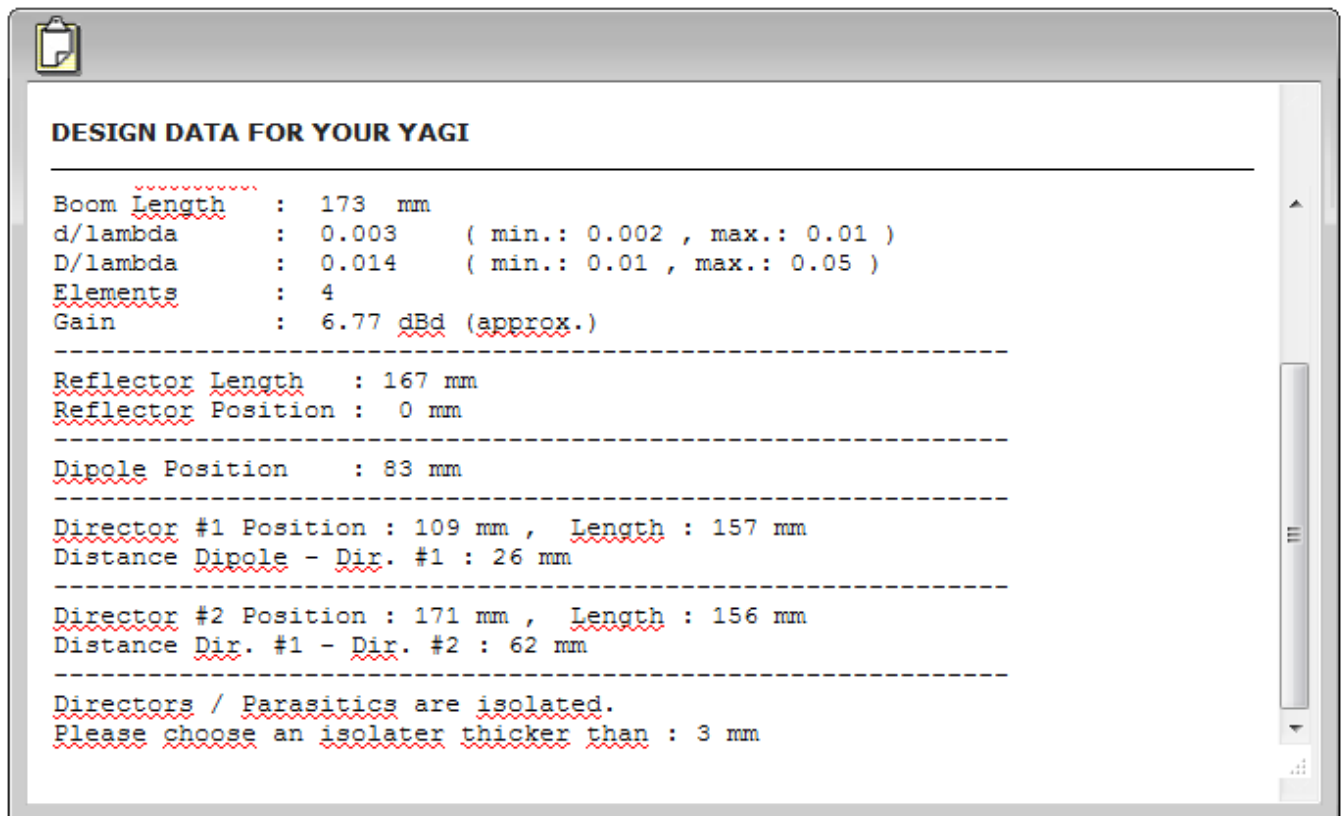 DESIGN DATA FOR YOUR YAGI
Boom Length   :  173  mm
d/lambda      :  0.003    ( min.: 0.002 , max.: 0.01 )
D/lambda      :  0.014    ( min.: 0.01 , max.: 0.05 )
Elements      :  4
Gain          :  6.77 dBd (approx.)
-------------------------------------------------------------
Reflector Length   : 167 mm
Reflector Position :  0 mm
-------------------------------------------------------------
Dipole Position    : 83 mm
-------------------------------------------------------------
Director #1 Position : 109 mm ,  Length : 157 mm
Distance Dipole - Dir. #1 : 26 mm
-------------------------------------------------------------
Director #2 Position : 171 mm ,  Length : 156 mm
Distance Dir. #1 - Dir. #2 : 62 mm
-------------------------------------------------------------
Directors / Parasitics are isolated.
Please choose an isolater thicker than : 3 mm